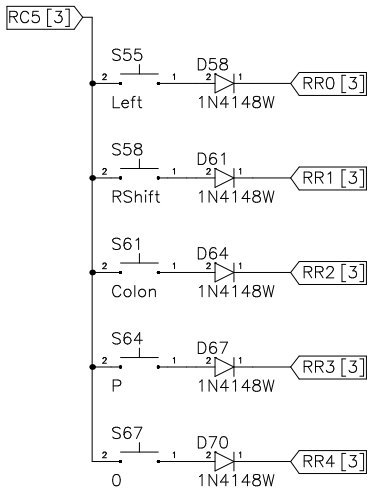 RC5 [3]
S55 D58
2 1 2 1 RR0 [3]
Left 1N4148W
S58 D61
2 1 2 1 RR1 [3]
RShift 1N4148W
S61 D64
2 1 2 1 RR2 [3]
Colon 1N4148W
S64 D67
2 1 2 1 RR3 [3]
P 1N4148W
S67 D70
2 1 2 1 RR4 [3]
0 1N4148W